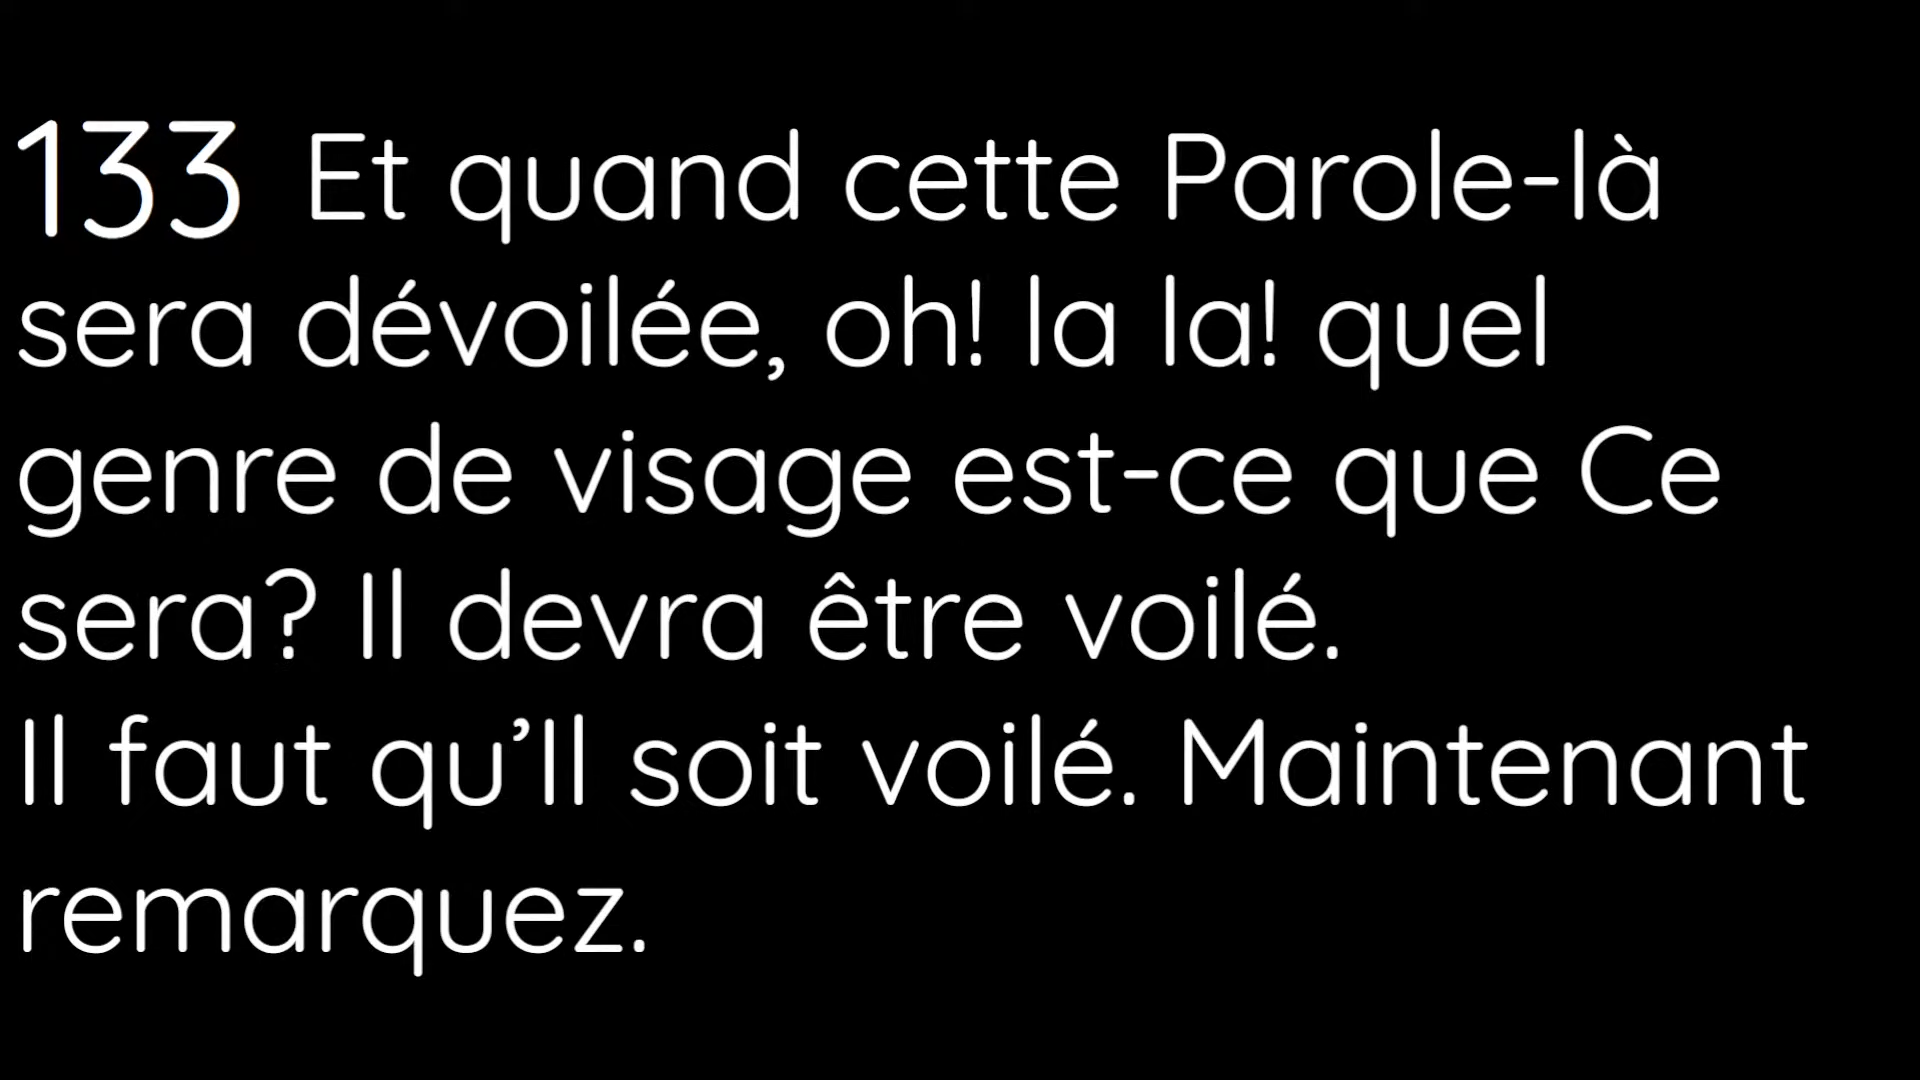 133 Et quand cette Parole-là
sera dévoilée, oh! la la! quel
genre de visage est-ce que Ce
sera? Il devra être voilé.
Il faut qu’Il soit voilé. Maintenant
remarquez.